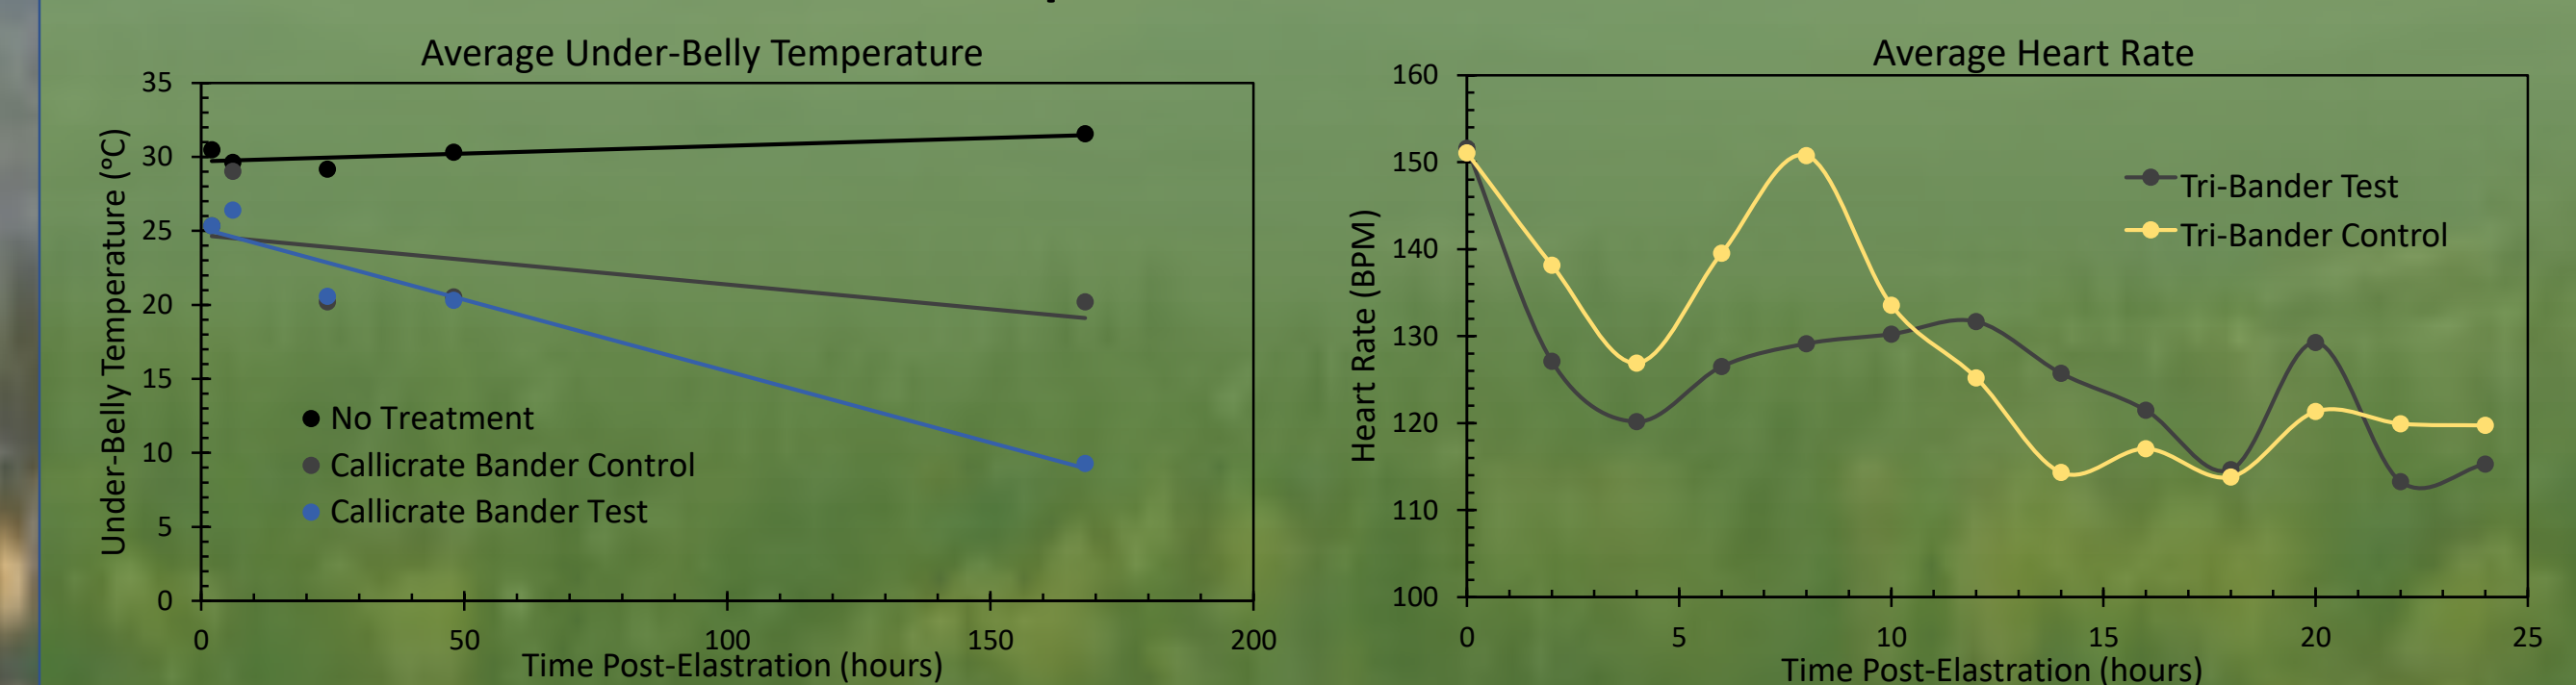 Average Under-Belly Temperature
35
30
25
20
15
10
5
0
Under-Belly Temperature (°C)
No Treatment
Callicrate Bander Control
Callicrate Bander Test
0 50 100 150 200
Time Post-Elastration (hours)
Average Heart Rate
160
150
140
130
120
110
100
Heart Rate (BPM)
Tri-Bander Test
Tri-Bander Control
0 5 10 15 20 25
Time Post-Elastration (hours)